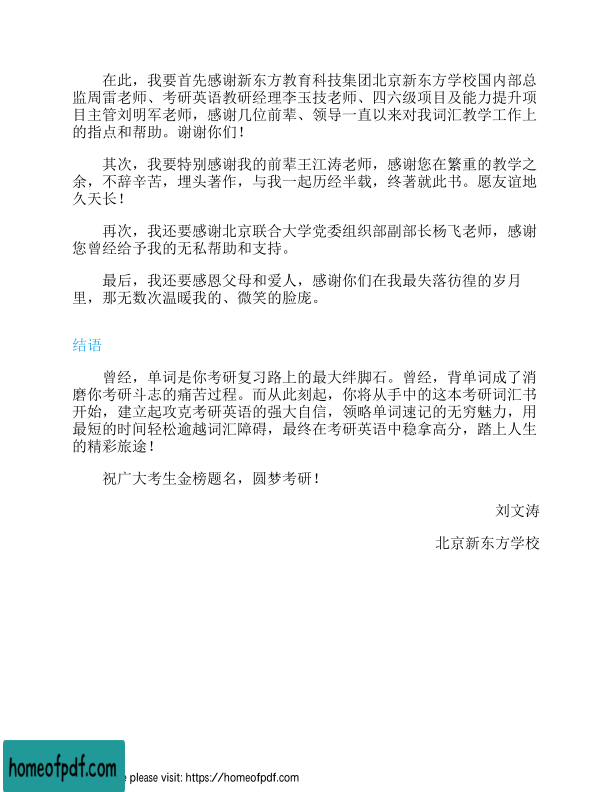 在此，我要首先感谢新东方教育科技集团北京新东方学校国内部总
监周雷老师、考研英语教研经理李玉技老师、四六级项目及能力提升项
目主管刘明军老师，感谢几位前辈、领导一直以来对我词汇教学工作上
的指点和帮助。谢谢你们！
其次，我要特别感谢我的前辈王江涛老师，感谢您在繁重的教学之
余，不辞辛苦，埋头著作，与我一起历经半载，终著就此书。愿友谊地
久天长！
再次，我还要感谢北京联合大学党委组织部副部长杨飞老师，感谢
您曾经给予我的无私帮助和支持。
最后，我还要感恩父母和爱人，感谢你们在我最失落彷徨的岁月
里，那无数次温暖我的、微笑的脸庞。
结语
曾经，单词是你考研复习路上的最大绊脚石。曾经，背单词成了消
磨你考研斗志的痛苦过程。而从此刻起，你将从手中的这本考研词汇书
开始，建立起攻克考研英语的强大自信，领略单词速记的无穷魅力，用
最短的时间轻松逾越词汇障碍，最终在考研英语中稳拿高分，踏上人生
的精彩旅途！
祝广大考生金榜题名，圆梦考研！
刘文涛
北京新东方学校
homeofpdf.com
please visit: https://homeofpdf.com